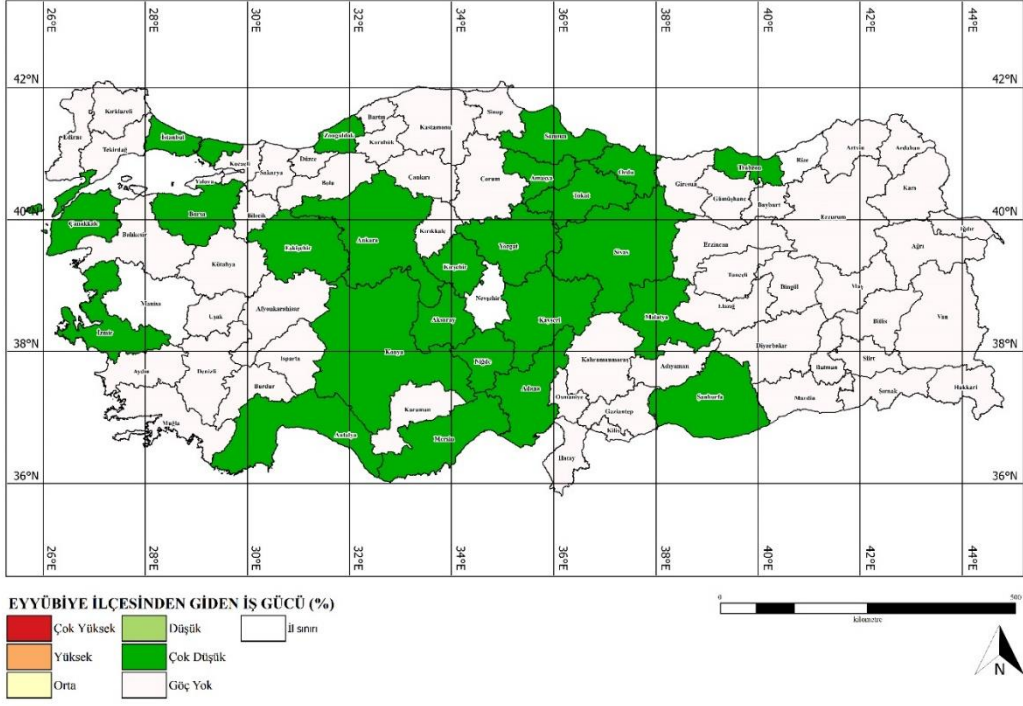 26°E 28°E 30°E 32°E 34°E 36°E 38°E 40°E 42°E 44°E
42°N 42°N
Kırklareli
Edirne
Tekirdağ
İstanbul
Kocaeli
Yalova
Sakarya
Düzce
Zonguldak
Bartın
Karabük
Kastamonu
Sinop
Samsun
Bolu
Çankırı
Çorum
Amasya
Ordu
Tokat
Giresun
Trabzon
Rize
Artvin
Ardahan
Kars
Gümüşhane
Bayburt
Erzurum
40°N 40°N
Çanakkale
Balıkesir
Bursa
Bilecik
Eskişehir
Ankara
Kırıkkale
Yozgat
Sivas
Erzincan
Ağrı
Iğdır
Kütahya
Kırşehir
Tunceli
Bingöl
Muş
Manisa
Uşak
Afyonkarahisar
Aksaray
Nevşehir
Kayseri
Malatya
Elazığ
Bitlis
Van
İzmir
38°N 38°N
Konya
Diyarbakır
Aydın
Denizli
Isparta
Burdur
Niğde
Kahramanmaraş
Adıyaman
Batman
Siirt
Muğla
Antalya
Karaman
Mersin
Adana
Osmaniye
Gaziantep
Kilis
Şanlıurfa
Mardin
Şırnak
Hakkari
Hatay
36°N 36°N
26°E 28°E 30°E 32°E 34°E 36°E 38°E 40°E 42°E 44°E
EYYÜBİYE İLÇESİNDEN GİDEN İŞ GÜCÜ (%)
Çok Yüksek Düşük İl sınırı
Yüksek Çok Düşük
Orta Göç Yok
0 500
kilometre
N